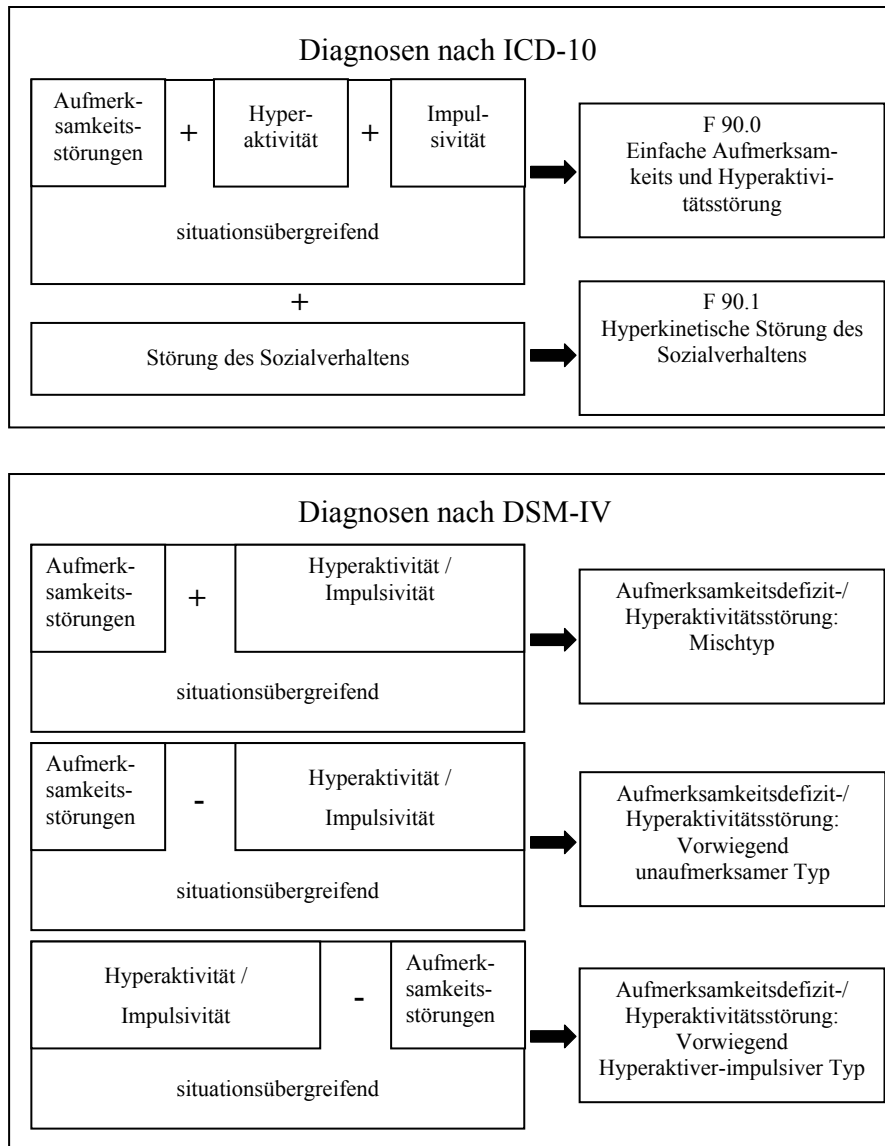 Diagnosen nach ICD-10
Aufmerk-
samkeits-
störungen
+
Hyper-
aktivität
+
Impul-
sivität
situationsübergreifend
F 90.0
Einfache Aufmerksam-
keits und Hyperaktivi-
tätsstörung
+
Störung des Sozialverhaltens
F 90.1
Hyperkinetische Störung des
Sozialverhaltens
Diagnosen nach DSM-IV
Aufmerk-
samkeits-
störungen
+
Hyperaktivität /
Impulsivität
situationsübergreifend
Aufmerksamkeitsdefizit-/
Hyperaktivitätsstörung:
Mischtyp
Aufmerk-
samkeits-
störungen
-
Hyperaktivität /
Impulsivität
situationsübergreifend
Aufmerksamkeitsdefizit-/
Hyperaktivitätsstörung:
Vorwiegend
unaufmerksamer Typ
Hyperaktivität /
Impulsivität
-
Aufmerk-
samkeits-
störungen
situationsübergreifend
Aufmerksamkeitsdefizit-/
Hyperaktivitätsstörung:
Vorwiegend
Hyperaktiver-impulsiver Typ